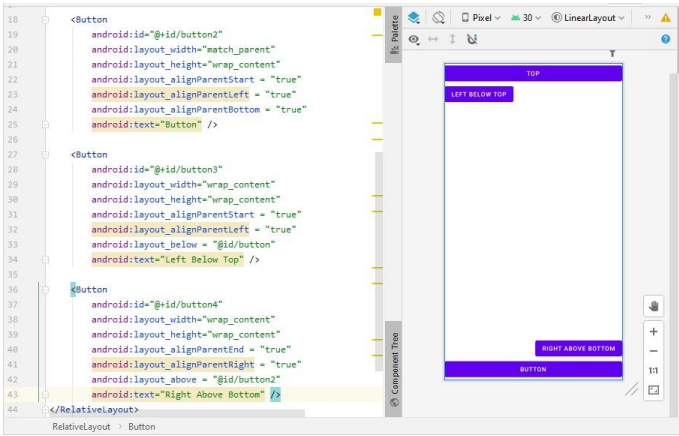 Pixel 30 LinearLayout
Palette
18 <Button
19 android:id="@+id/button2"
20 android:layout_width="match_parent"
21 android:layout_height="wrap_content"
22 android:layout_alignParentStart = "true"
23 android:layout_alignParentLeft = "true"
24 android:layout_alignParentBottom = "true"
25 android:text="Button" />
26
27 <Button
28 android:id="@+id/button3"
29 android:layout_width="wrap_content"
30 android:layout_height="wrap_content"
31 android:layout_alignParentStart = "true"
32 android:layout_alignParentLeft = "true"
33 android:layout_below = "@id/button"
34 android:text="Left Below Top" />
35
36 <Button
37 android:id="@+id/button4"
38 android:layout_width="wrap_content"
39 android:layout_height="wrap_content"
40 android:layout_alignParentEnd = "true"
41 android:layout_alignParentRight = "true"
42 android:layout_above = "@id/button2"
43 android:text="Right Above Bottom" />
44 </RelativeLayout>
RelativeLayout > Button
Component Tree
TOP
LEFT BELOW TOP
RIGHT ABOVE BOTTOM
BUTTON
1:1